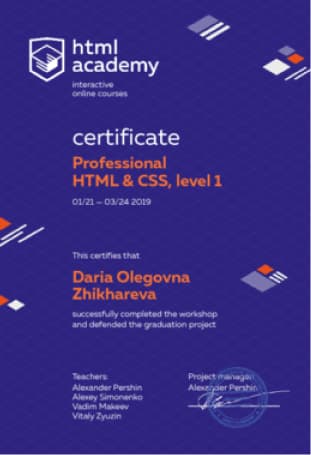 html
academy
interactive
online courses
certificate
Professional
HTML & CSS, level 1
01/21 — 03/24 2019
This certifies that
Daria Olegovna
Zhikhareva
successfully completed the workshop
and defended the graduation project
Teachers:
Alexander Pershin
Alexey Simonenko
Vadim Makeev
Vitaly Zyuzin
Project manager:
Alexander Pershin